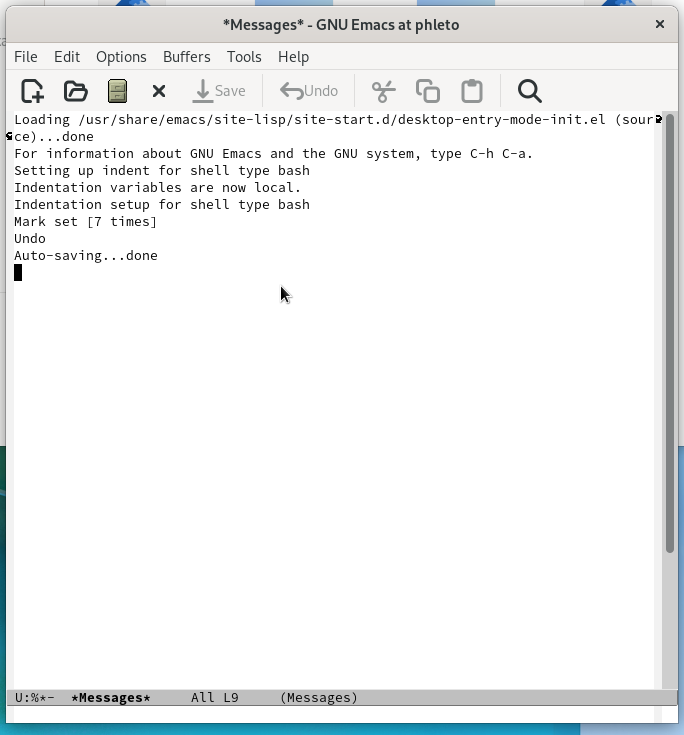 *Messages* - GNU Emacs at phleto
File Edit Options Buffers Tools Help
Save Undo
Loading /usr/share/emacs/site-lisp/site-start.d/desktop-entry-mode-init.el (sour
ce)...done
For information about GNU Emacs and the GNU system, type C-h C-a.
Setting up indent for shell type bash
Indentation variables are now local.
Indentation setup for shell type bash
Mark set [7 times]
Undo
Auto-saving...done
U:%*-  *Messages*     All L9     (Messages)